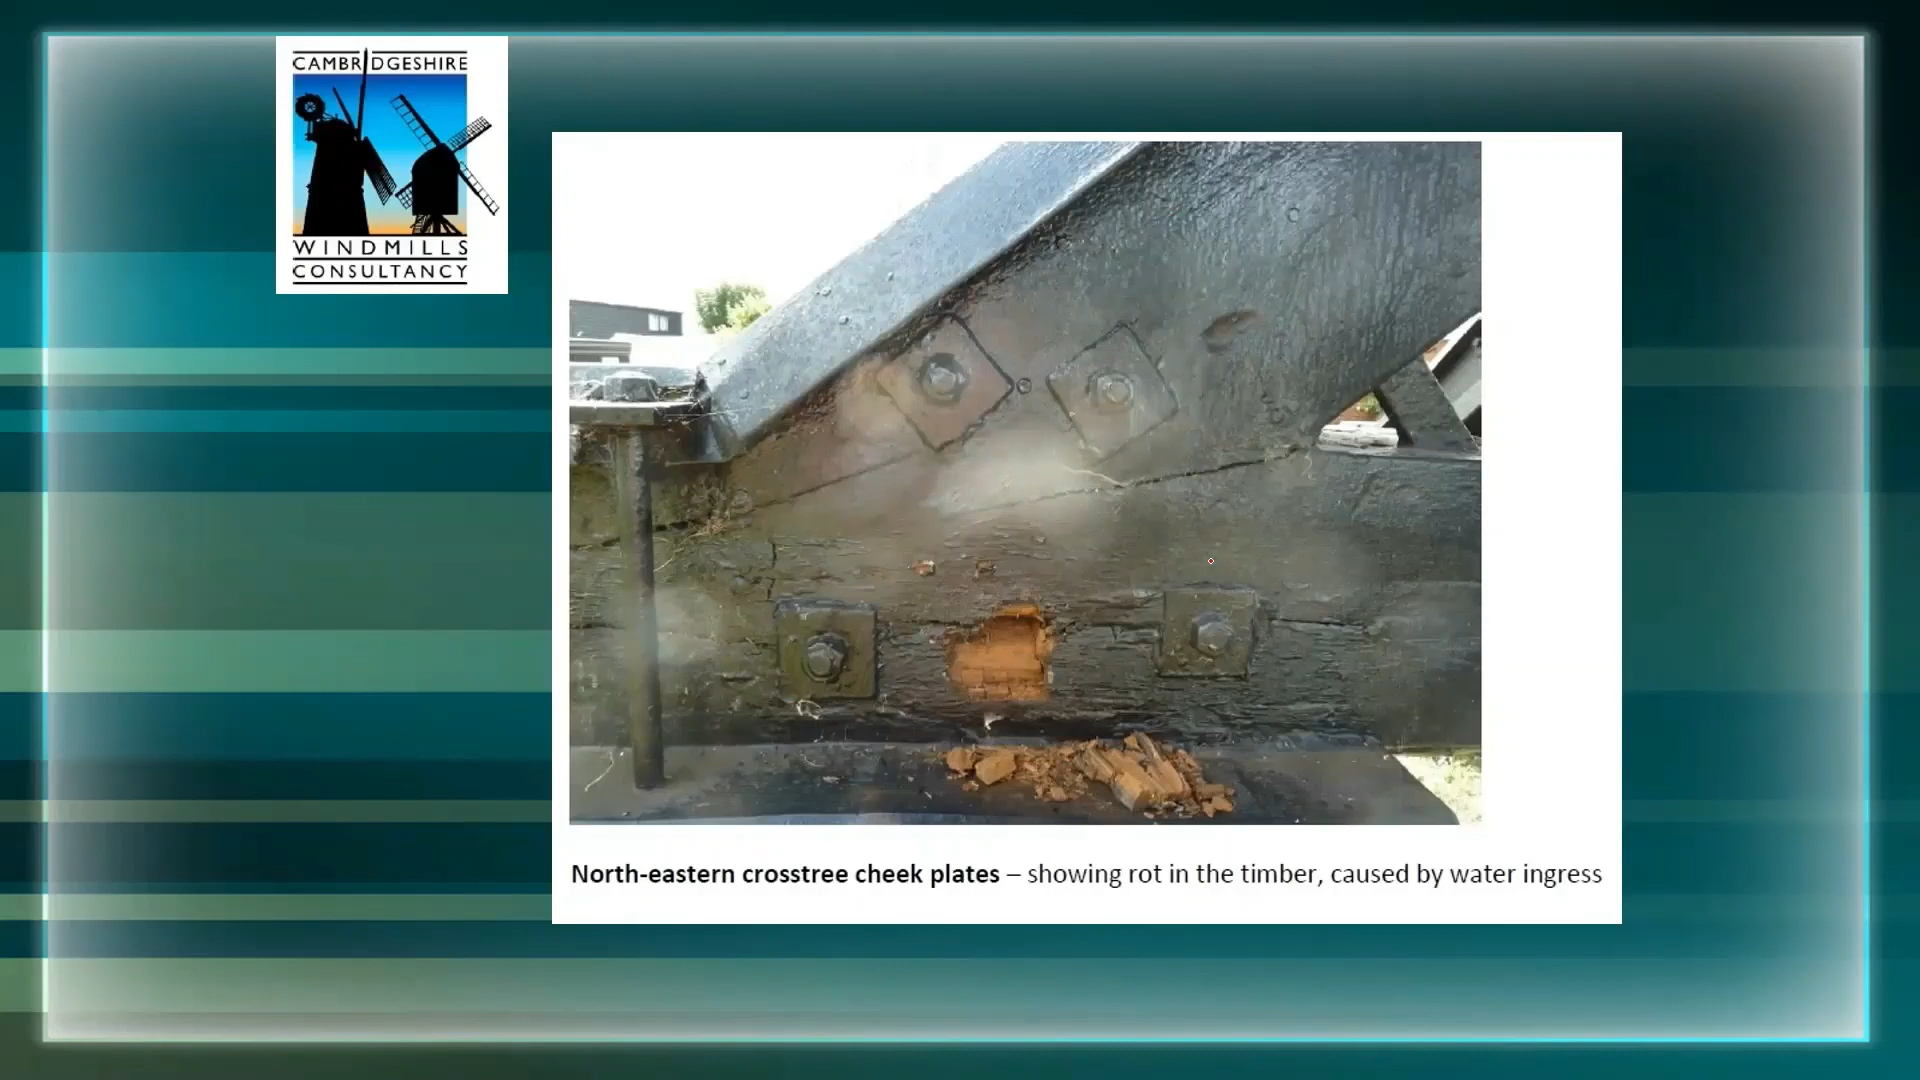 CAMBRIDGESHIRE
WINDMILLS
CONSULTANCY
North-eastern crosstree cheek plates – showing rot in the timber, caused by water ingress